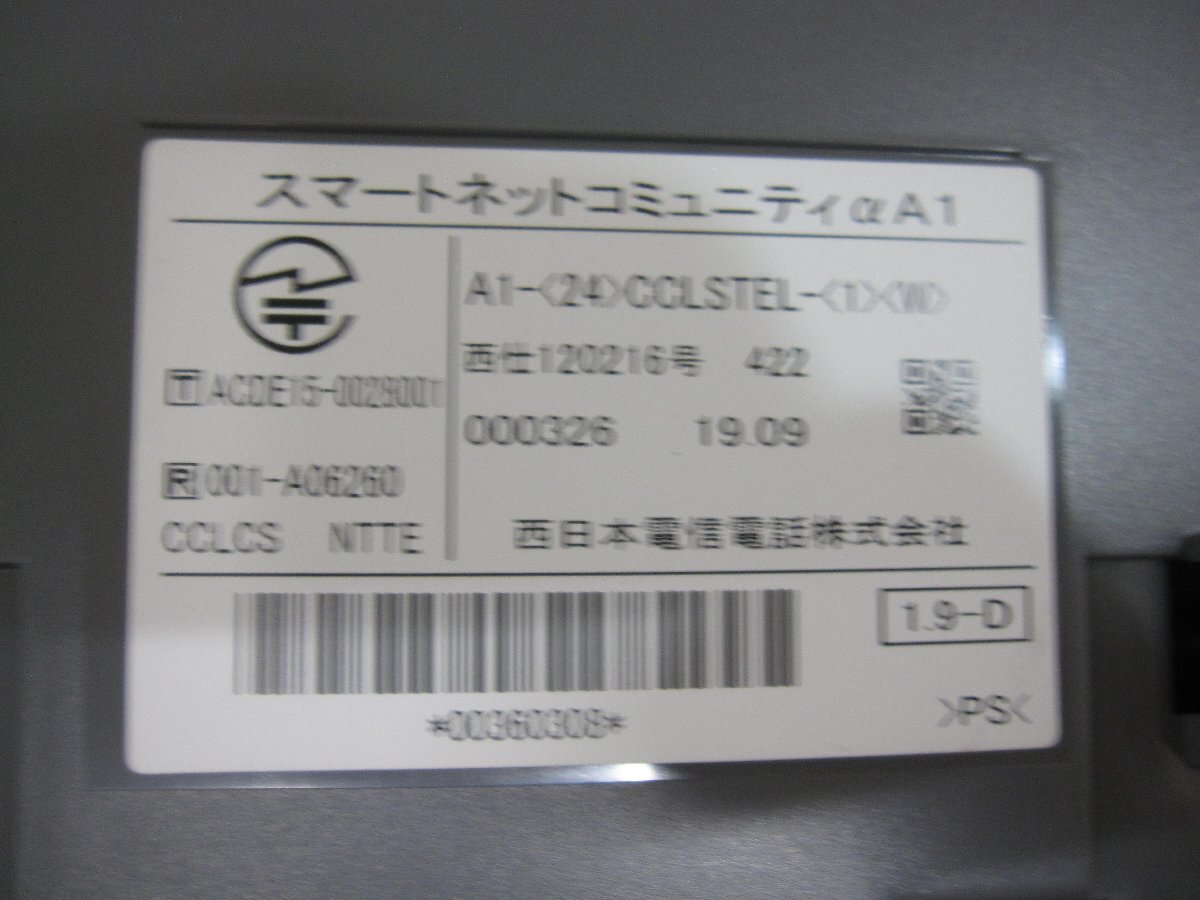 スマートネットコミュニティαA1
A1-<24>CCLSTEL-<1><W>
西仕120216号 422
T ACDE15-0029001
000326 19.09
R 001-A06260
CCLCS NTTE
西日本電信電話株式会社
1.9-D
*00360308*
>PS<